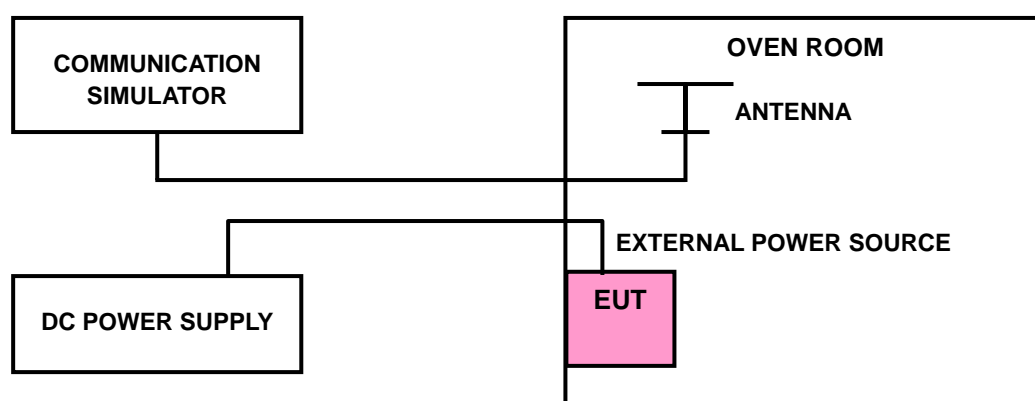 COMMUNICATION
SIMULATOR
OVEN ROOM
ANTENNA
EXTERNAL POWER SOURCE
EUT
DC POWER SUPPLY